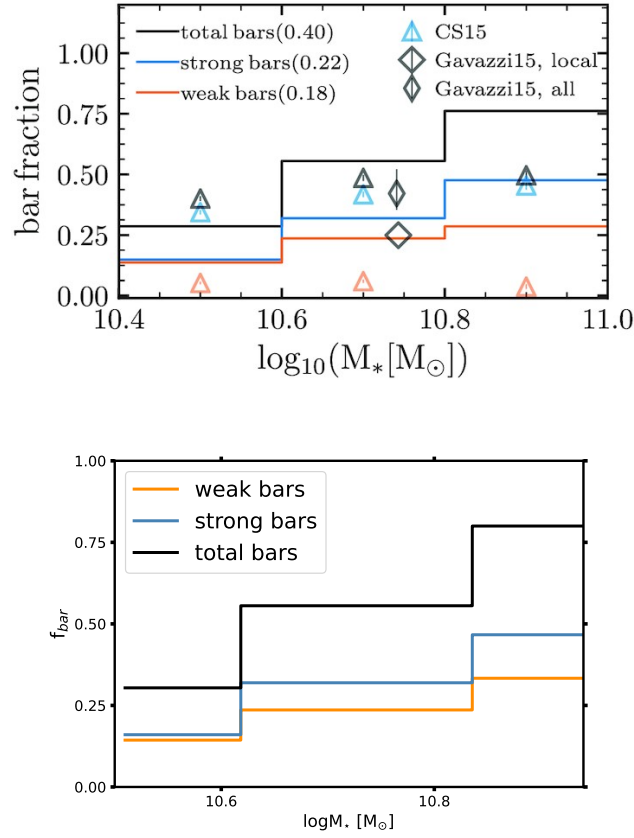 1.00
0.75
0.50
0.25
0.00
bar fraction
total bars(0.40)
strong bars(0.22)
weak bars(0.18)
CS15
Gavazzi15, local
Gavazzi15, all
10.4 10.6 10.8 11.0
log₁₀(M∗[M⊙])
1.00
0.75
0.50
0.25
0.00
f_bar
weak bars
strong bars
total bars
10.6 10.8
logM⋆ [M⊙]